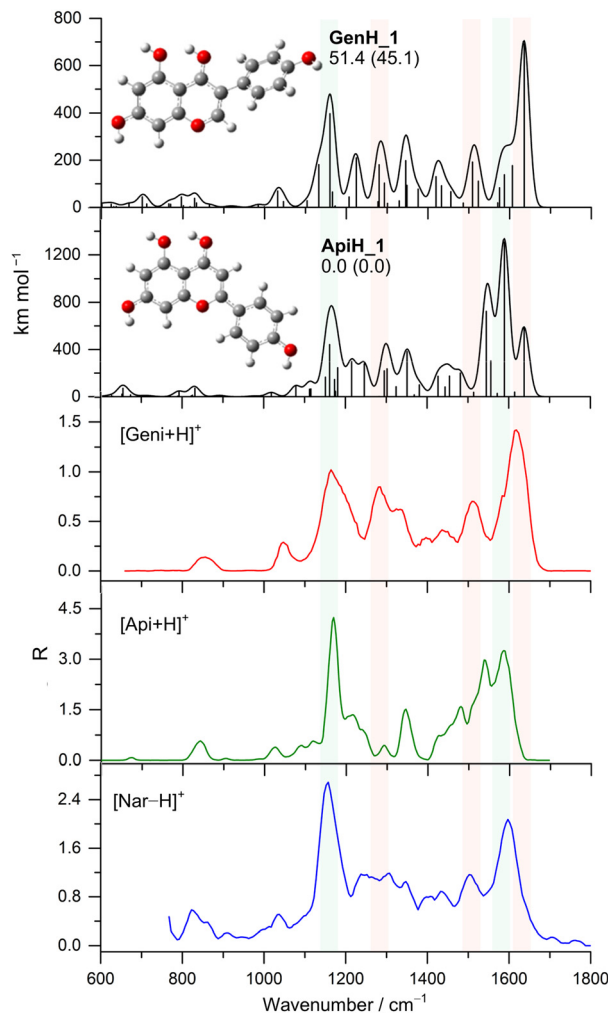 800
600
400
200
0
GenH_1
51.4 (45.1)
km mol⁻¹
1200
800
400
0
ApiH_1
0.0 (0.0)
1.5
1.0
0.5
0.0
[Geni+H]⁺
R
4.5
3.0
1.5
0.0
[Api+H]⁺
2.4
1.6
0.8
0.0
[Nar−H]⁺
600 800 1000 1200 1400 1600 1800
Wavenumber / cm⁻¹